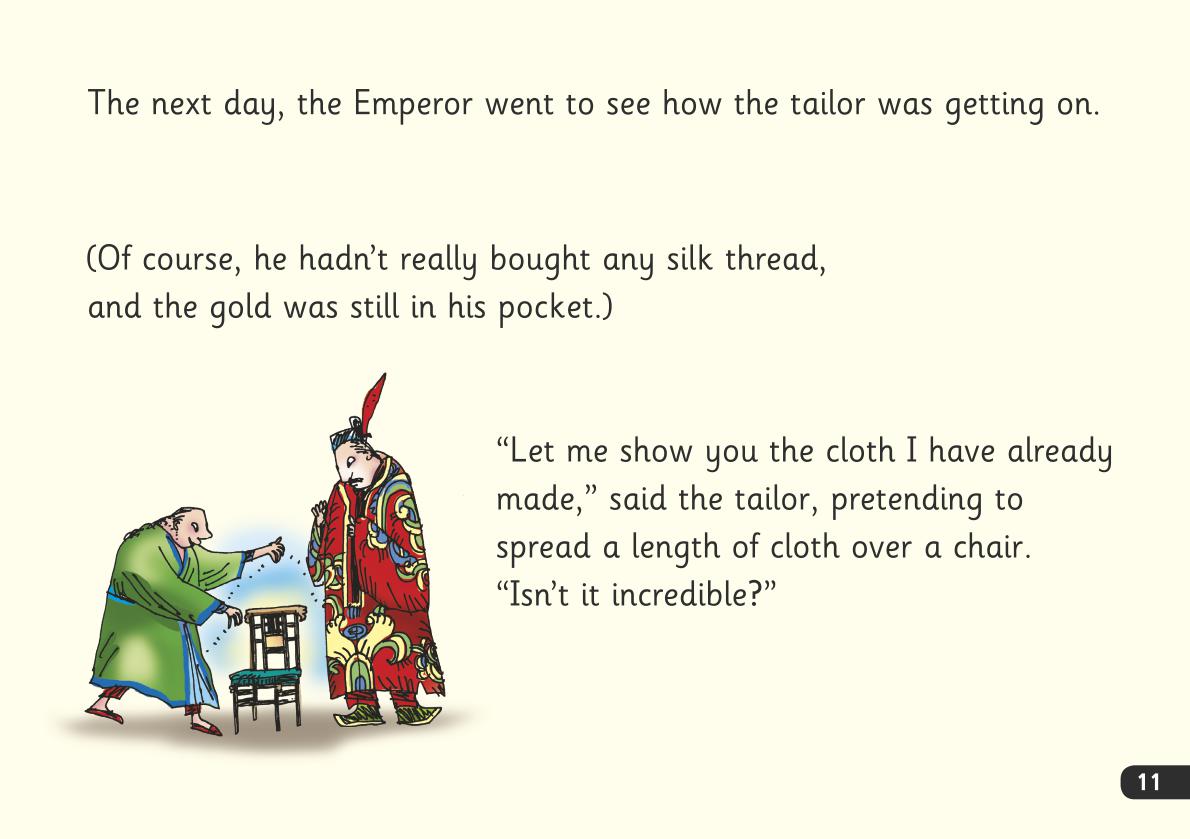 The next day, the Emperor went to see how the tailor was getting on.
(Of course, he hadn’t really bought any silk thread,
and the gold was still in his pocket.)
“Let me show you the cloth I have already
made,” said the tailor, pretending to
spread a length of cloth over a chair.
“Isn’t it incredible?”
11